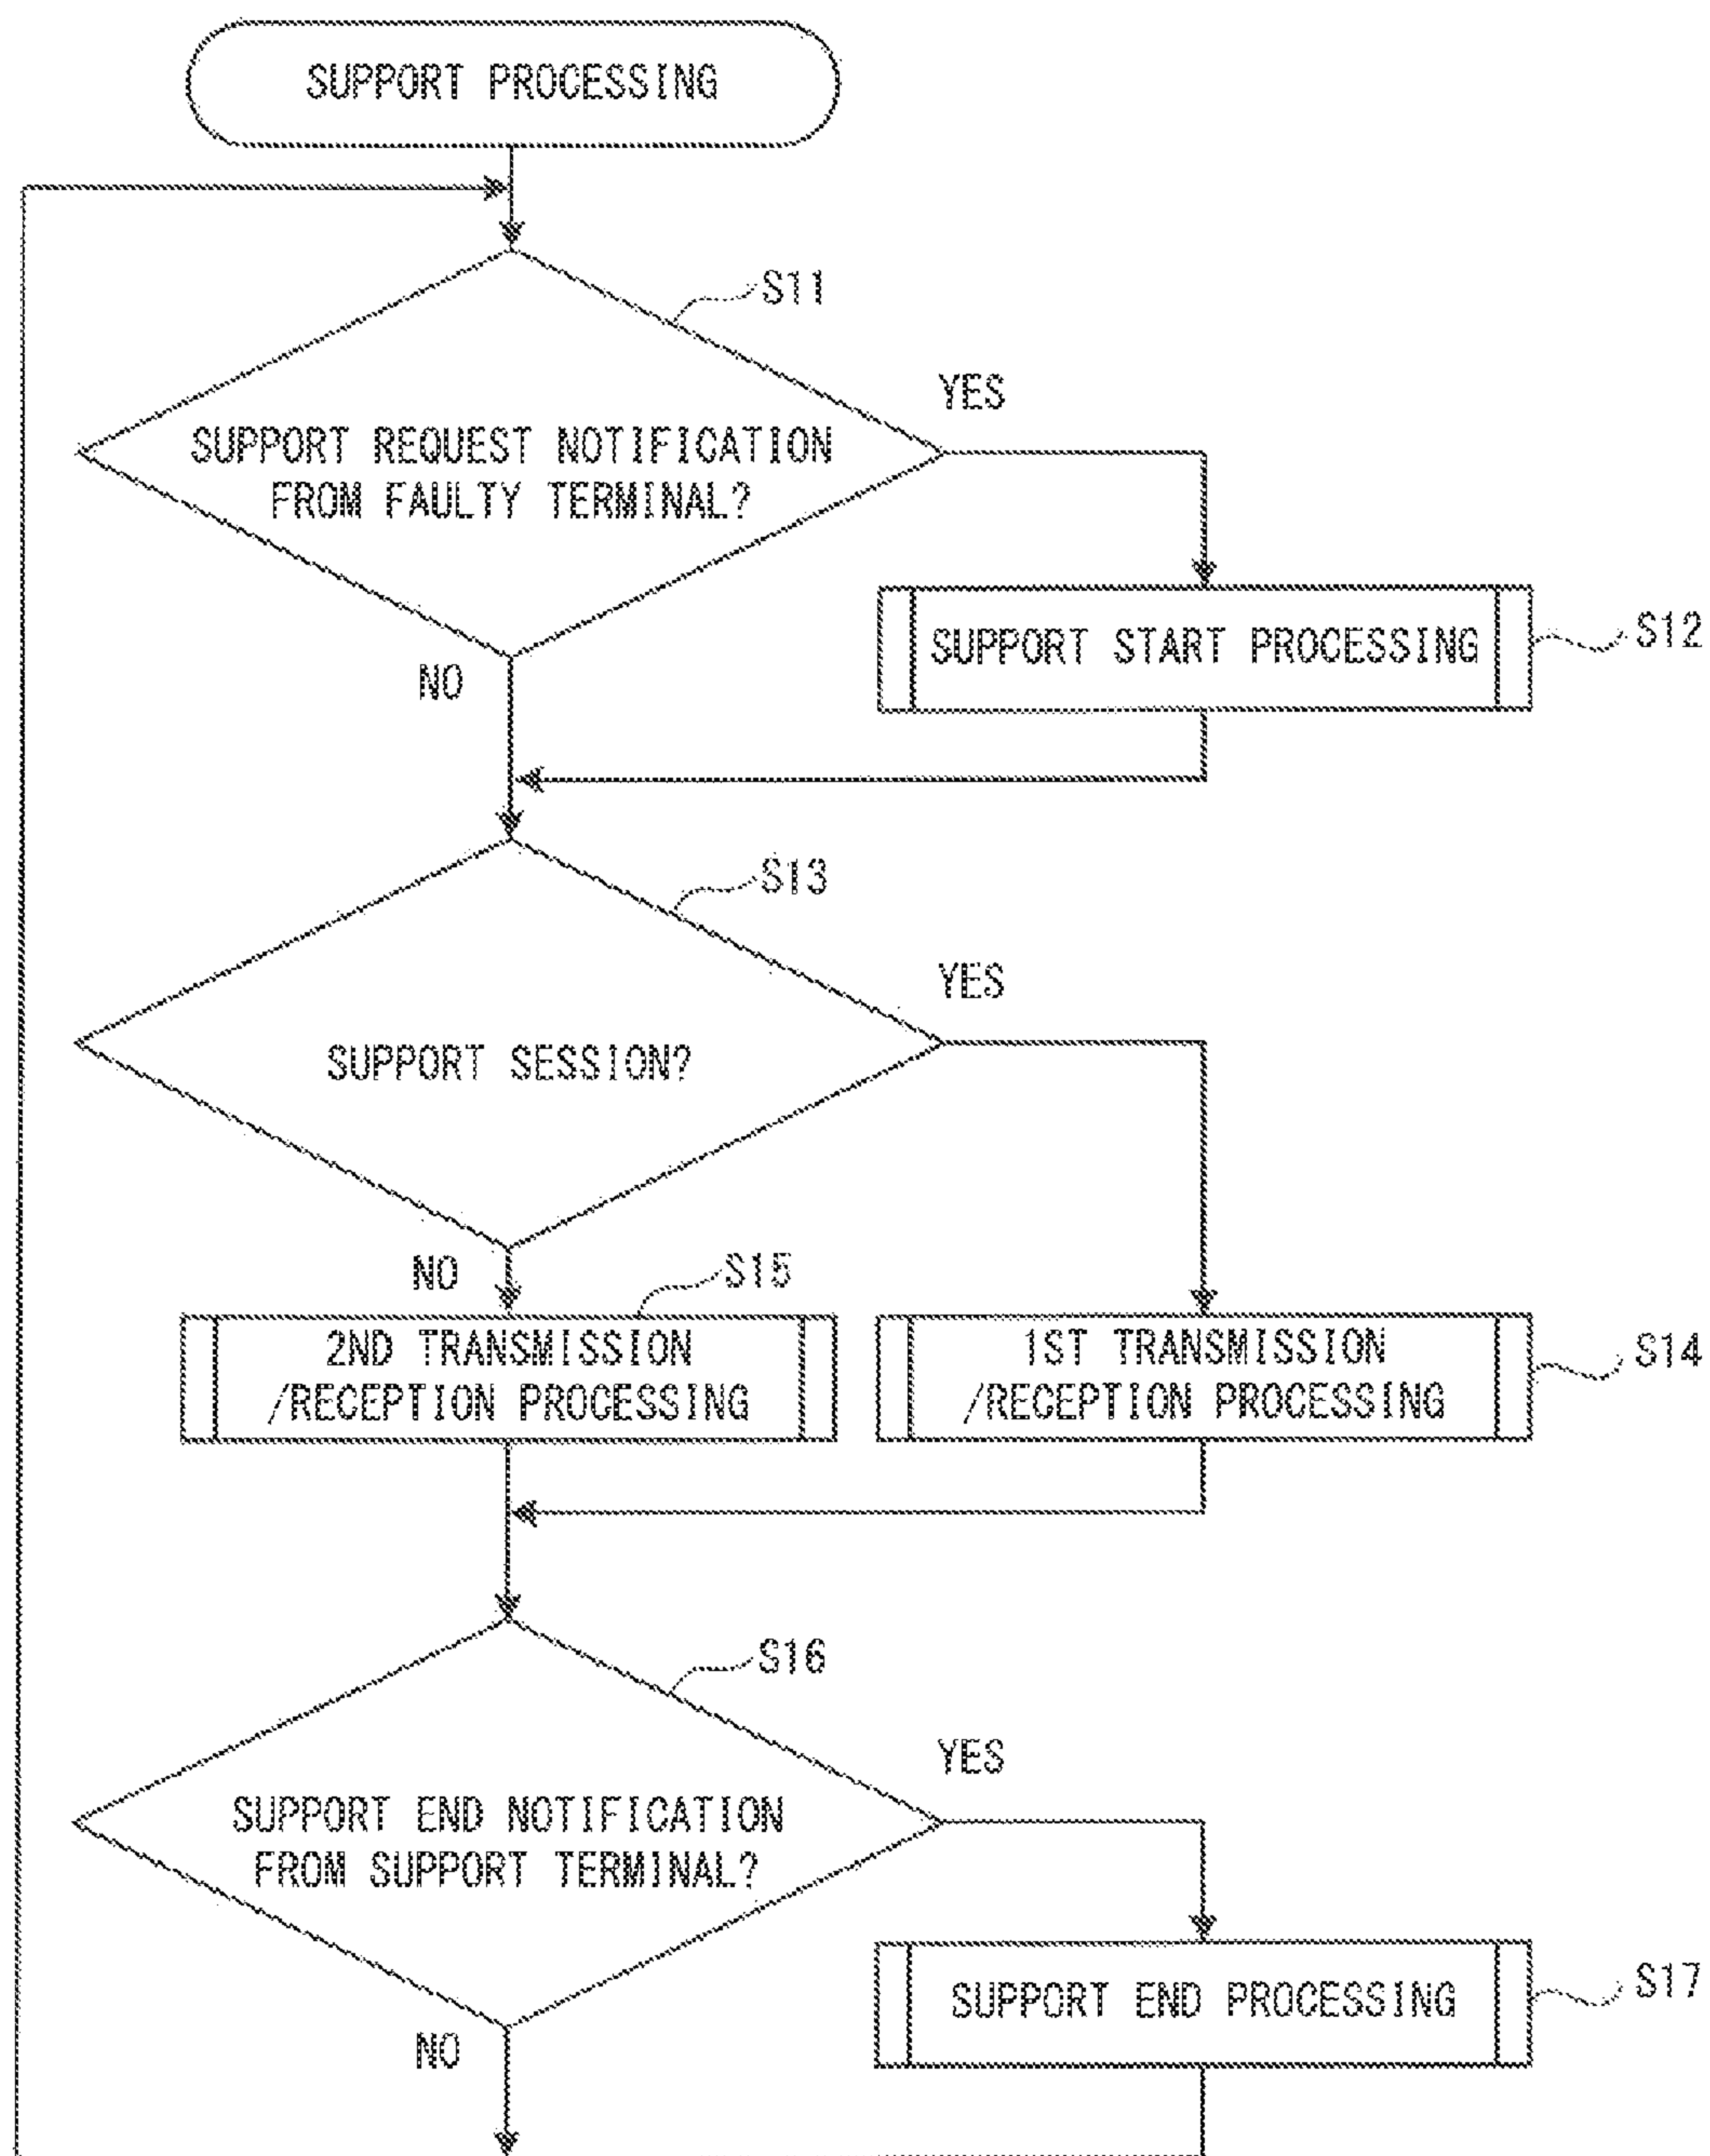 SUPPORT PROCESSING
S11
YES
SUPPORT REQUEST NOTIFICATION
FROM FAULTY TERMINAL?
SUPPORT START PROCESSING
S12
NO
S13
YES
SUPPORT SESSION?
NO
S15
2ND TRANSMISSION
/RECEPTION PROCESSING
1ST TRANSMISSION
/RECEPTION PROCESSING
S14
S16
YES
SUPPORT END NOTIFICATION
FROM SUPPORT TERMINAL?
SUPPORT END PROCESSING
S17
NO